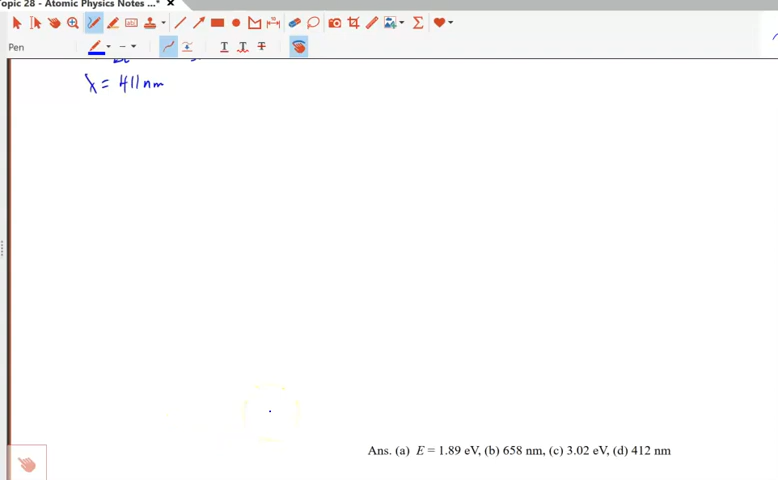 opic 28 - Atomic Physics Notes ...*
Pen
λ = 411 nm
Ans. (a) E = 1.89 eV, (b) 658 nm, (c) 3.02 eV, (d) 412 nm